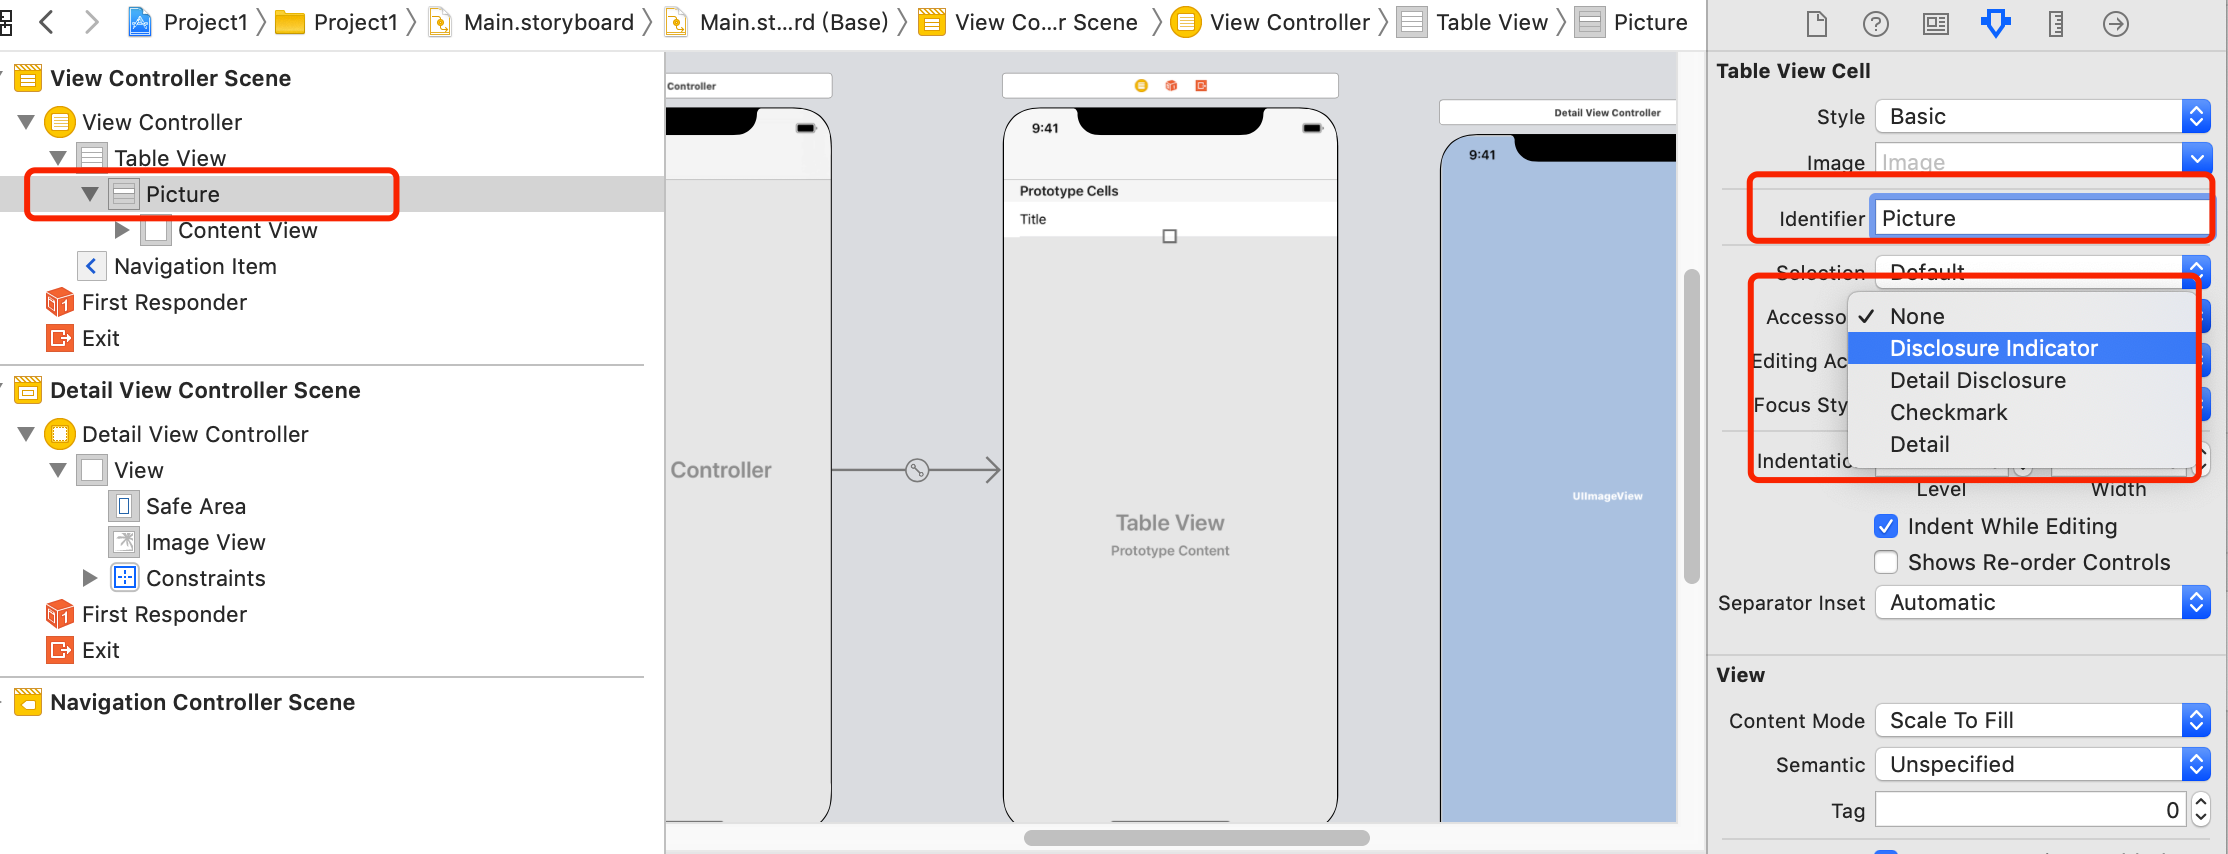 Project1 Project1 Main.storyboard Main.st...rd (Base) View Co...r Scene View Controller Table View Picture
View Controller Scene
View Controller
Table View
Picture
Content View
Navigation Item
First Responder
Exit
Detail View Controller Scene
Detail View Controller
View
Safe Area
Image View
Constraints
First Responder
Exit
Navigation Controller Scene
Controller
Controller
9:41
Prototype Cells
Title
Table View
Prototype Content
Detail View Controller
9:41
UIImageView
Table View Cell
Style Basic
Image Image
Identifier Picture
Selection Default
Accesso None
Disclosure Indicator
Editing Ac
Detail Disclosure
Focus Sty
Checkmark
Detail
Indentatio
Level Width
Indent While Editing
Shows Re-order Controls
Separator Inset Automatic
View
Content Mode Scale To Fill
Semantic Unspecified
Tag 0